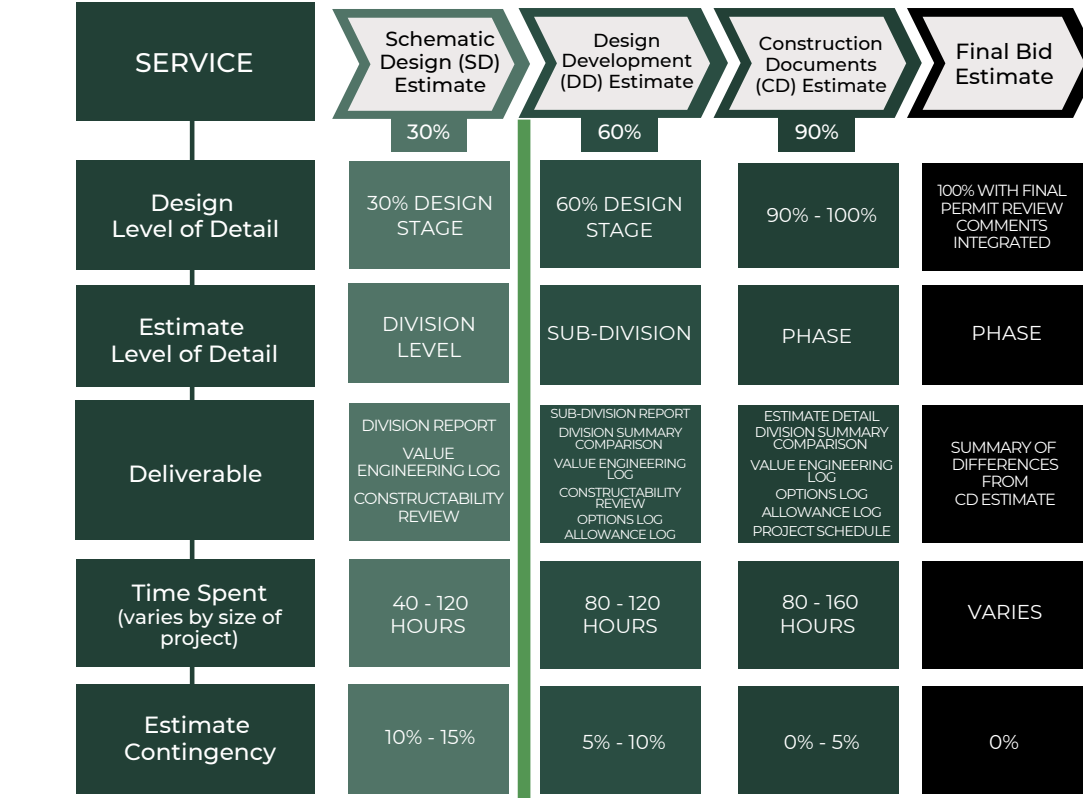 SERVICE
Schematic
Design (SD)
Estimate
Design
Development
(DD) Estimate
Construction
Documents
(CD) Estimate
Final Bid
Estimate
30%
60%
90%
Design
Level of Detail
30% DESIGN
STAGE
60% DESIGN
STAGE
90% - 100%
100% WITH FINAL
PERMIT REVIEW
COMMENTS
INTEGRATED
Estimate
Level of Detail
DIVISION
LEVEL
SUB-DIVISION
PHASE
PHASE
Deliverable
DIVISION REPORT
VALUE
ENGINEERING LOG
CONSTRUCTABILITY
REVIEW
SUB-DIVISION REPORT
DIVISION SUMMARY
COMPARISON
VALUE ENGINEERING
LOG
CONSTRUCTABILITY
REVIEW
OPTIONS LOG
ALLOWANCE LOG
ESTIMATE DETAIL
DIVISION SUMMARY
COMPARISON
VALUE ENGINEERING
LOG
OPTIONS LOG
ALLOWANCE LOG
PROJECT SCHEDULE
SUMMARY OF
DIFFERENCES
FROM
CD ESTIMATE
Time Spent
(varies by size of
project)
40 - 120
HOURS
80 - 120
HOURS
80 - 160
HOURS
VARIES
Estimate
Contingency
10% - 15%
5% - 10%
0% - 5%
0%